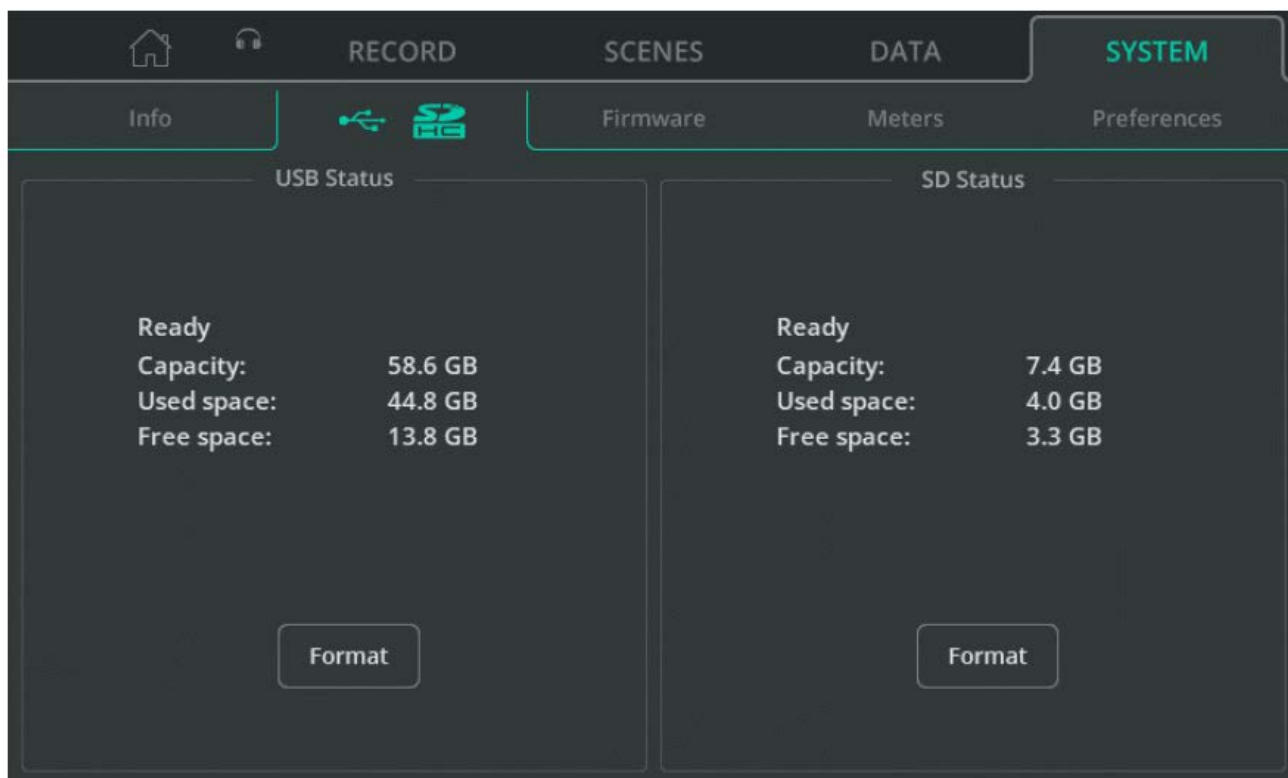 RECORD SCENES DATA SYSTEM
Info SD HC Firmware Meters Preferences
USB Status
Ready
Capacity: 58.6 GB
Used space: 44.8 GB
Free space: 13.8 GB
Format
SD Status
Ready
Capacity: 7.4 GB
Used space: 4.0 GB
Free space: 3.3 GB
Format